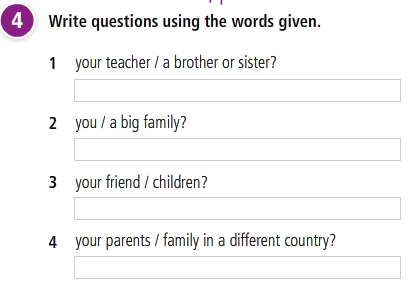 4 Write questions using the words given.
1 your teacher / a brother or sister?
2 you / a big family?
3 your friend / children?
4 your parents / family in a different country?